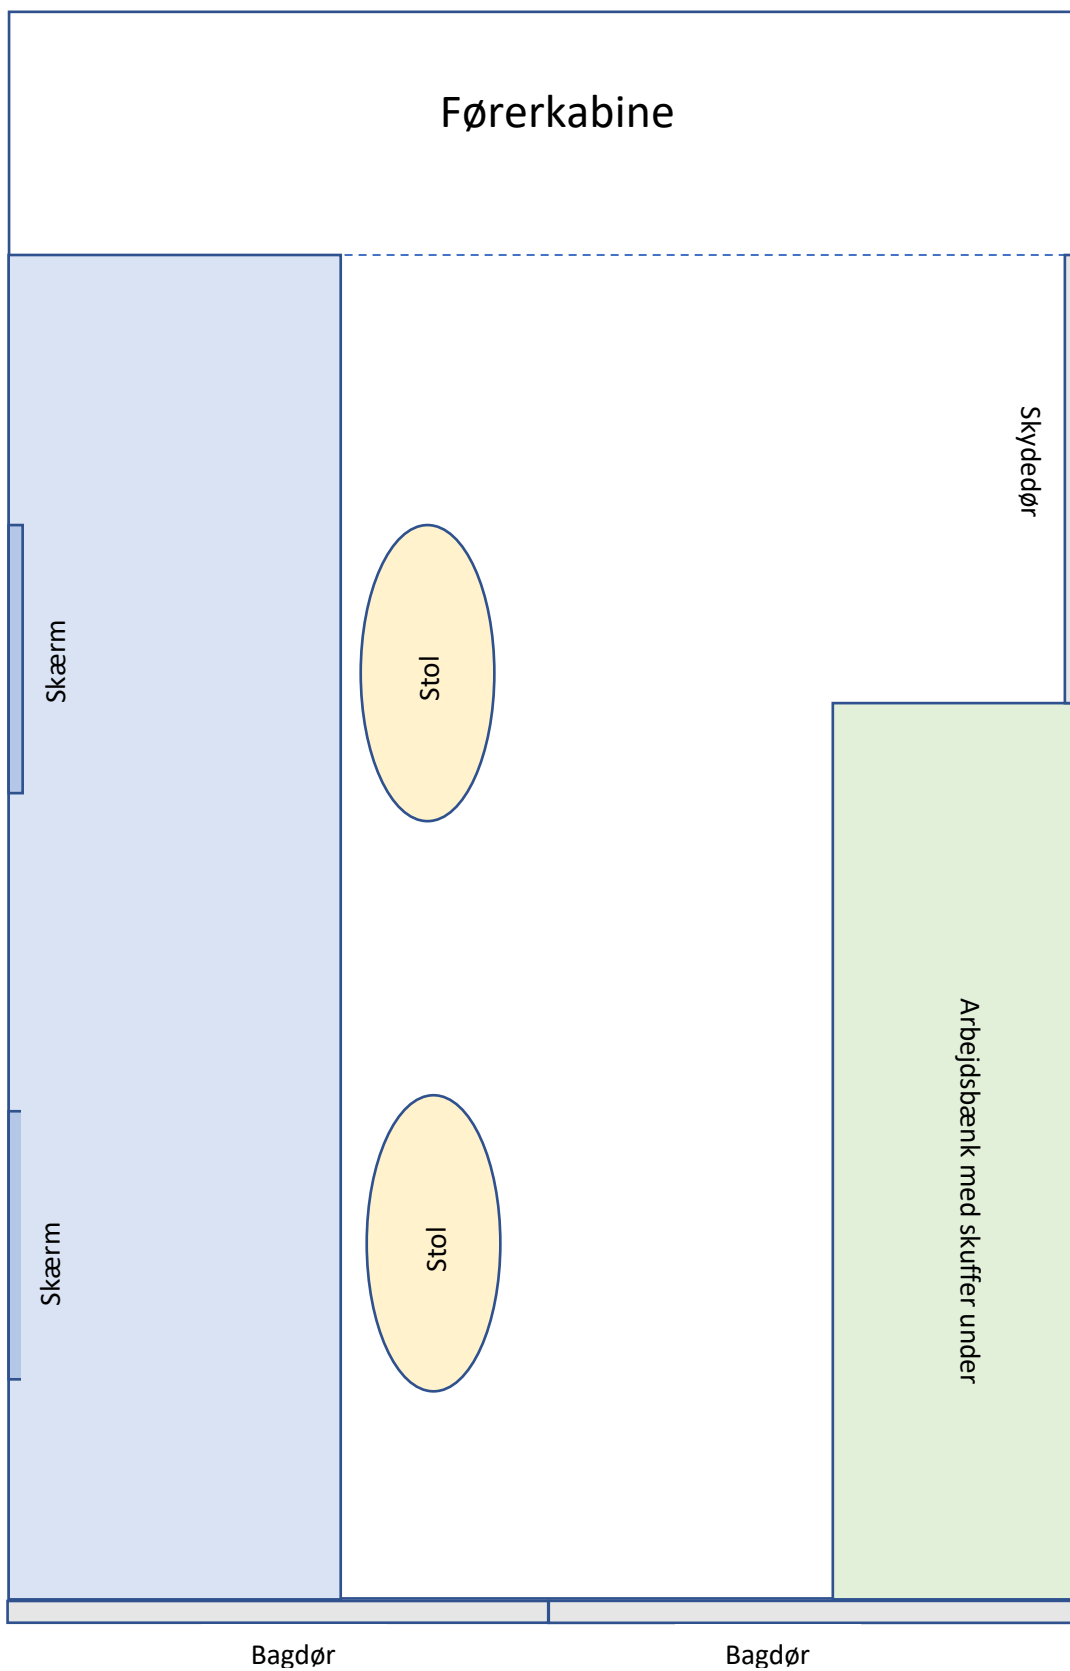 Førerkabine
Skydedør
Skærm
Stol
Arbejdsbænk med skuffer under
Skærm
Stol
Bagdør
Bagdør